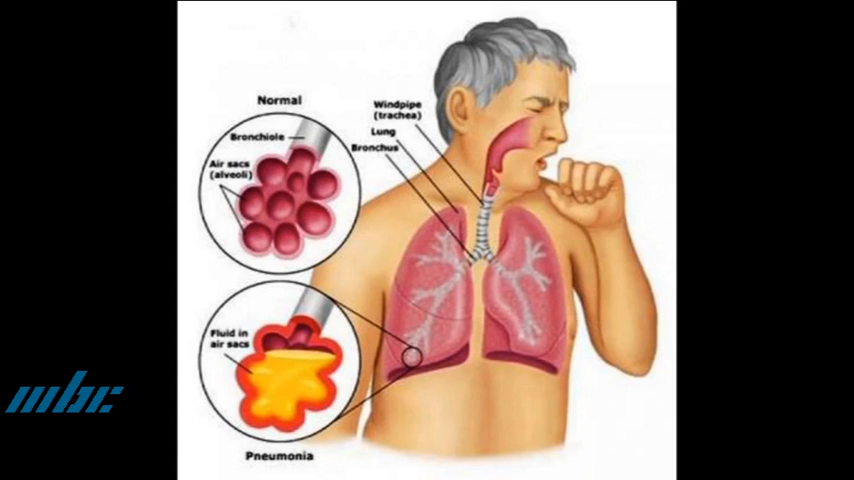 Normal
Bronchiole
Air sacs
(alveoli)
Windpipe
(trachea)
Lung
Bronchus
Fluid in
air sacs
Pneumonia
mbc